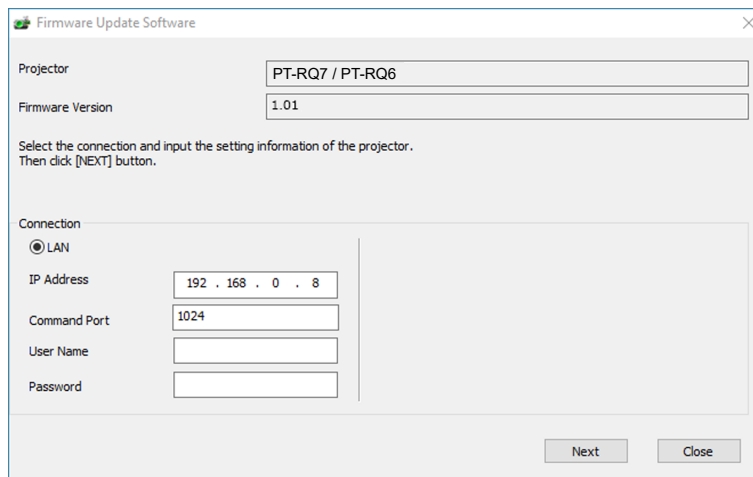 Firmware Update Software
Projector PT-RQ7 / PT-RQ6
Firmware Version 1.01
Select the connection and input the setting information of the projector.
Then click [NEXT] button.
Connection
LAN
IP Address 192 . 168 . 0 . 8
Command Port 1024
User Name
Password
Next Close